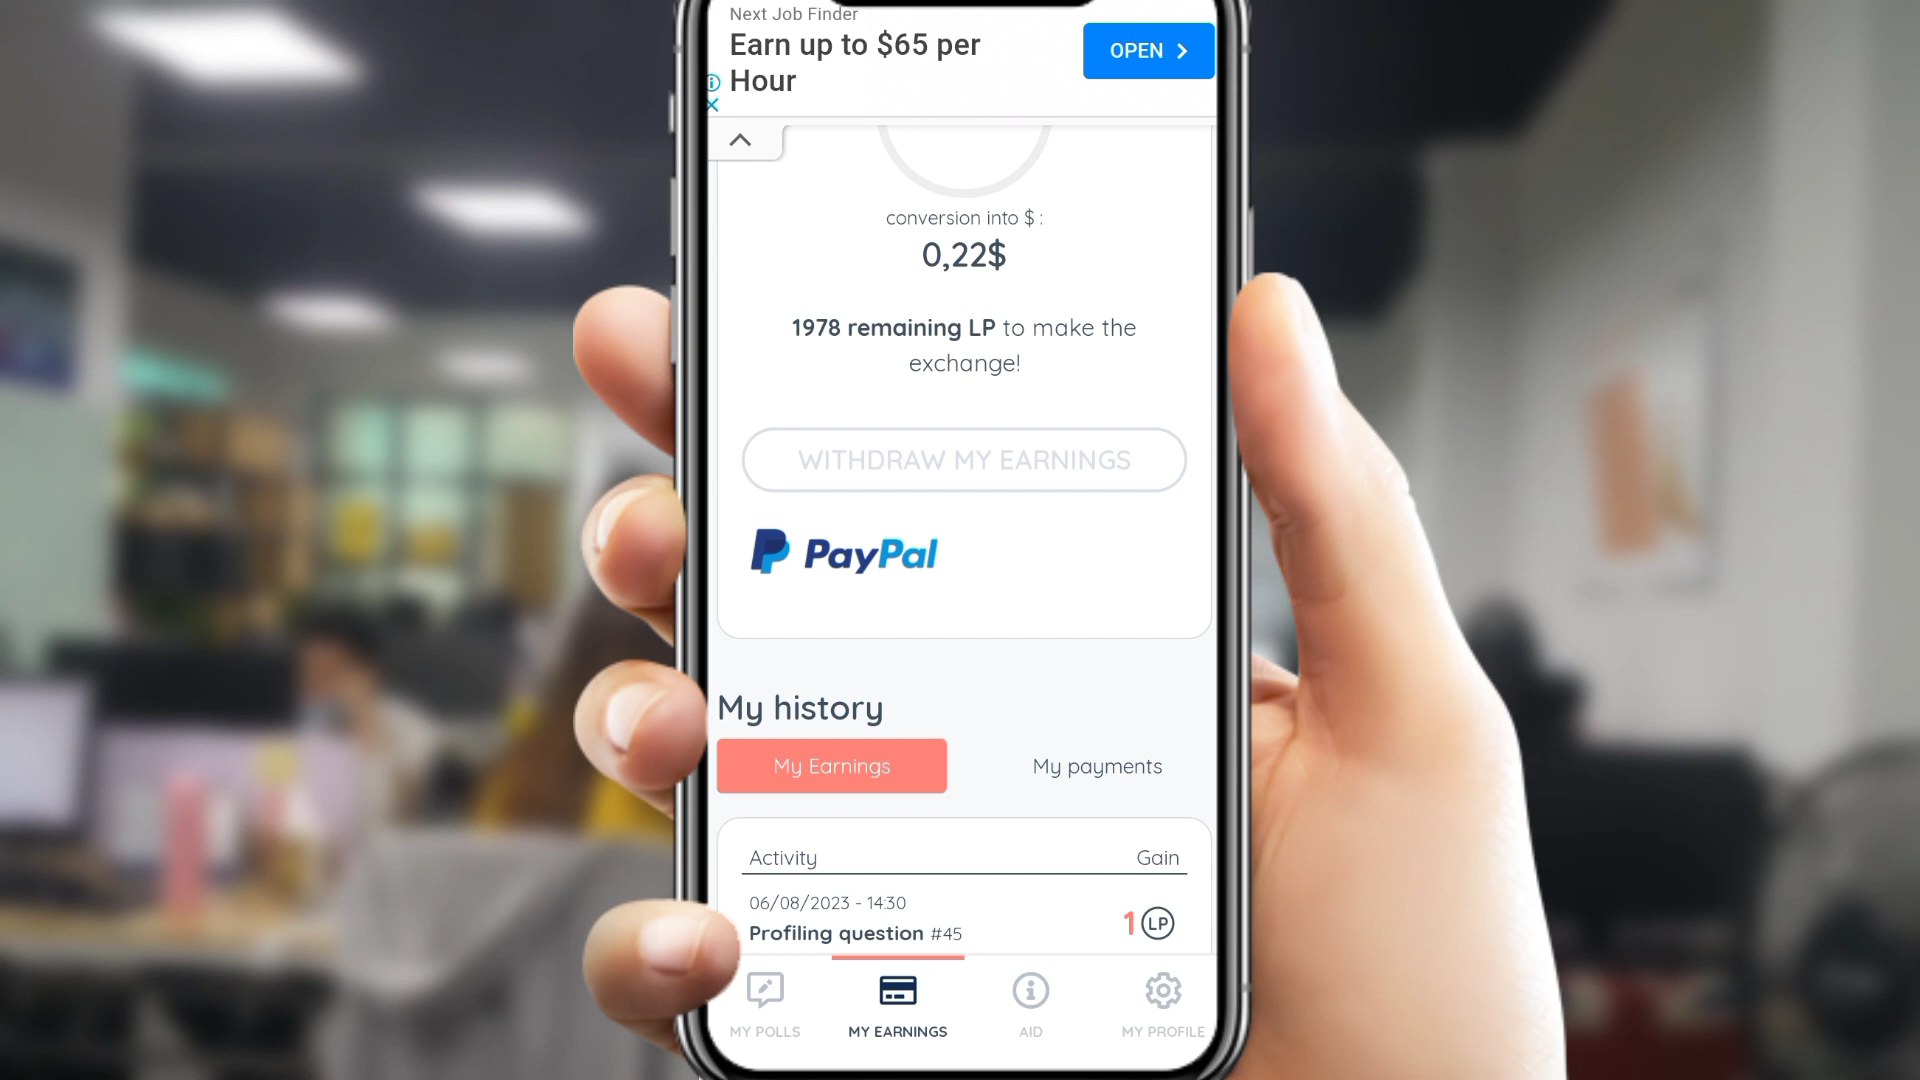 Next Job Finder
Earn up to $65 per
Hour
OPEN
conversion into $ :
0,22$
1978 remaining LP to make the
exchange!
WITHDRAW MY EARNINGS
PayPal
My history
My Earnings
My payments
Activity
Gain
06/08/2023 - 14:30
Profiling question #45
1 LP
MY POLLS
MY EARNINGS
AID
MY PROFILE